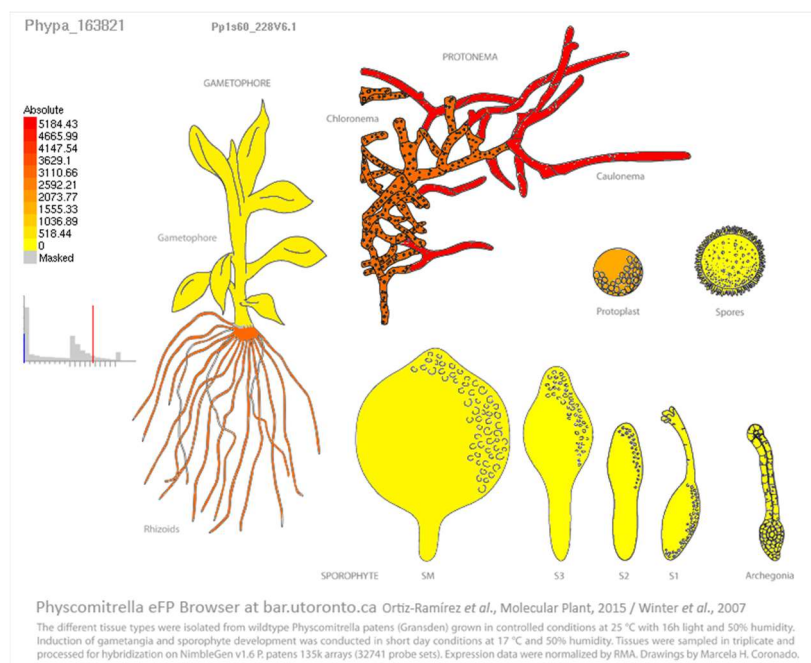 Phypa_163821
Pp1s60_228V6.1
PROTONEMA
GAMETOPHORE
Absolute
5184.43
4665.99
4147.54
3629.1
3110.66
2592.21
2073.77
1555.33
1036.89
518.44
0
Masked
Chloronema
Caulonema
Gametophore
Protoplast
Spores
Rhizoids
SPOROPHYTE
SM
S3
S2
S1
Archegonia
Physcomitrella eFP Browser at bar.utoronto.ca Ortiz-Ramírez et al., Molecular Plant, 2015 / Winter et al., 2007
The different tissue types were isolated from wildtype Physcomitrella patens (Gransden) grown in controlled conditions at 25 °C with 16h light and 50% humidity.
Induction of gametangia and sporophyte development was conducted in short day conditions at 17 °C and 50% humidity. Tissues were sampled in triplicate and
processed for hybridization on NimbleGen v1.6 P. patens 135k arrays (32741 probe sets). Expression data were normalized by RMA. Drawings by Marcela H. Coronado.